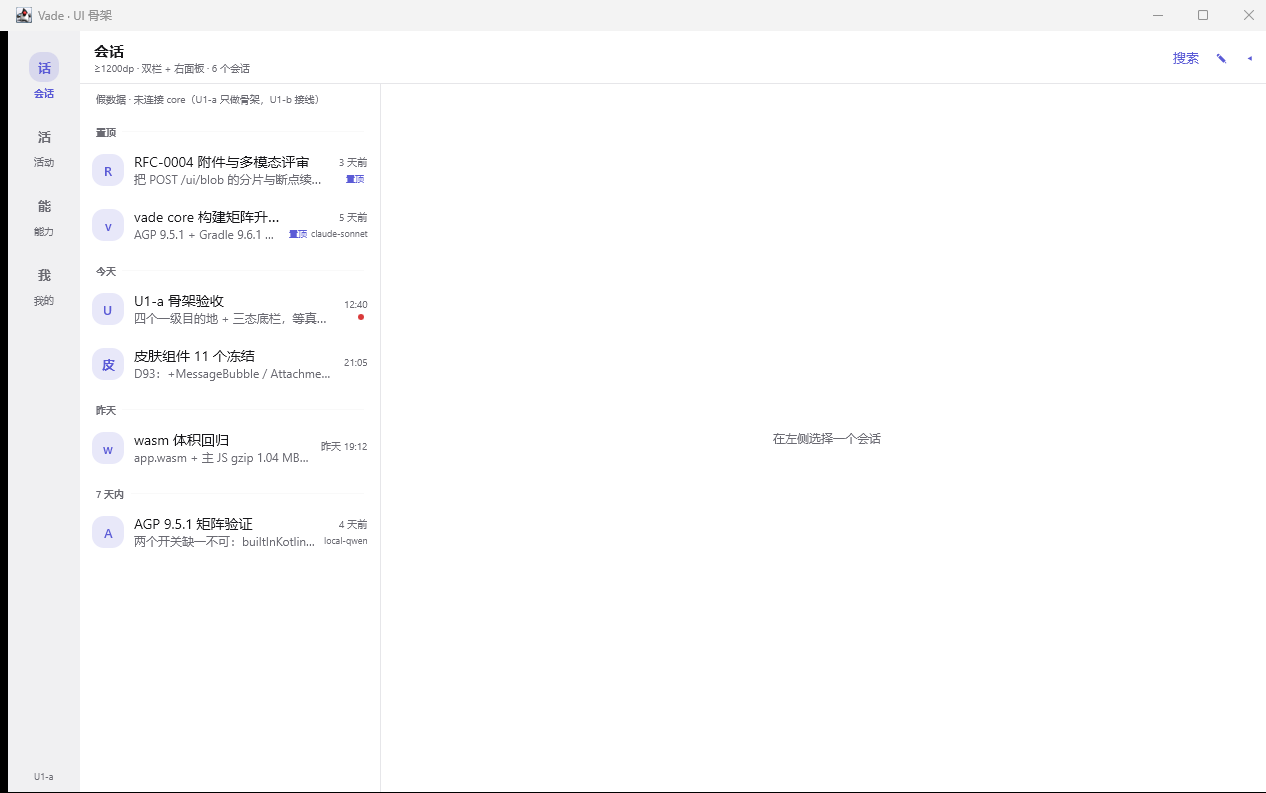 Vade · UI 骨架
话
会话
活
活动
能
能力
我
我的
U1-a
会话
≥1200dp · 双栏 + 右面板 · 6 个会话
搜索
假数据 · 未连接 core（U1-a 只做骨架，U1-b 接线）
置顶
R
RFC-0004 附件与多模态评审
3 天前
把 POST /ui/blob 的分片与断点续...
置顶
v
vade core 构建矩阵升...
5 天前
AGP 9.5.1 + Gradle 9.6.1 ...
置顶 claude-sonnet
今天
U
U1-a 骨架验收
12:40
四个一级目的地 + 三态底栏，等真...
皮
皮肤组件 11 个冻结
21:05
D93：+MessageBubble / Attachme...
昨天
w
wasm 体积回归
昨天 19:12
app.wasm + 主 JS gzip 1.04 MB...
7 天内
A
AGP 9.5.1 矩阵验证
4 天前
两个开关缺一不可：builtInKotlin...
local-qwen
在左侧选择一个会话